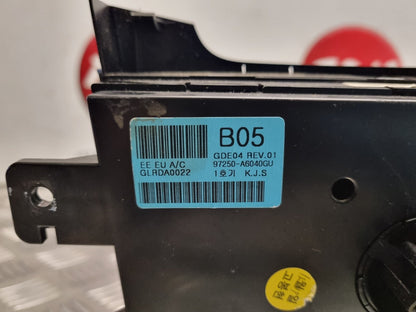 B05
EE EU A/C
GDE04 REV.01
GLRDA0022
97250-A6040GU
1호기 K.J.S